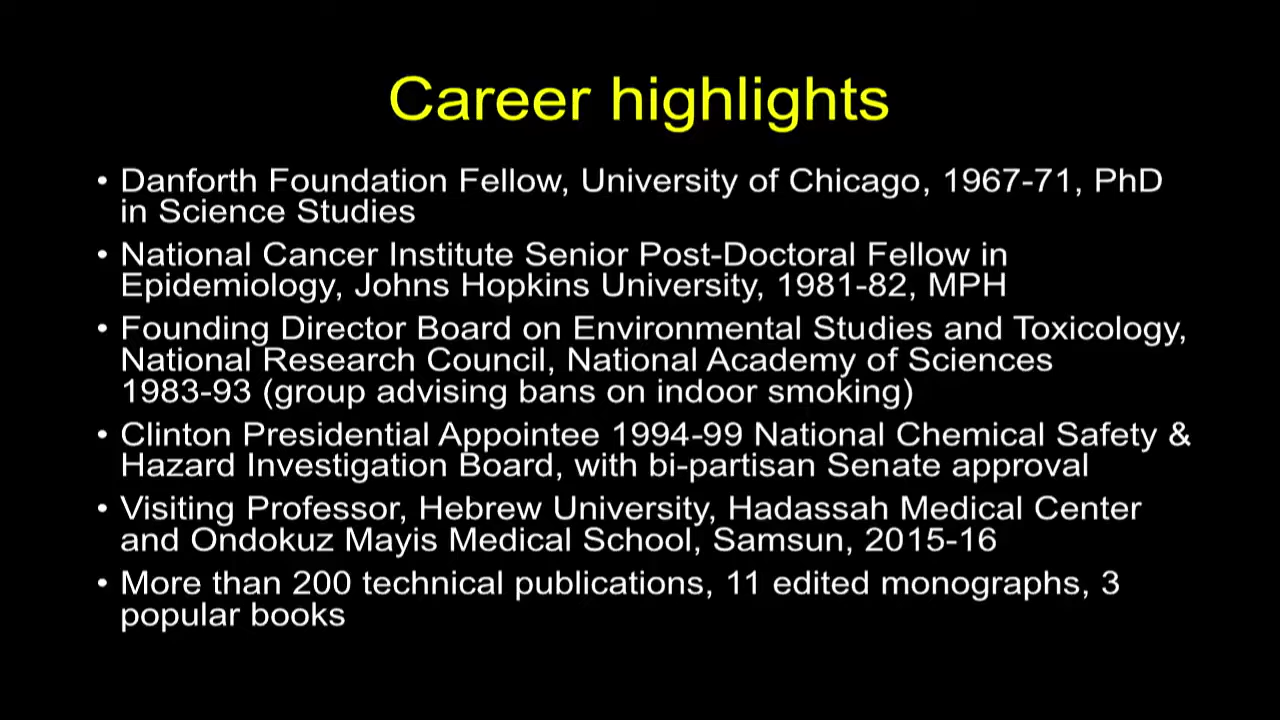 Career highlights
• Danforth Foundation Fellow, University of Chicago, 1967-71, PhD
in Science Studies
• National Cancer Institute Senior Post-Doctoral Fellow in
Epidemiology, Johns Hopkins University, 1981-82, MPH
• Founding Director Board on Environmental Studies and Toxicology,
National Research Council, National Academy of Sciences
1983-93 (group advising bans on indoor smoking)
• Clinton Presidential Appointee 1994-99 National Chemical Safety &
Hazard Investigation Board, with bi-partisan Senate approval
• Visiting Professor, Hebrew University, Hadassah Medical Center
and Ondokuz Mayis Medical School, Samsun, 2015-16
• More than 200 technical publications, 11 edited monographs, 3
popular books